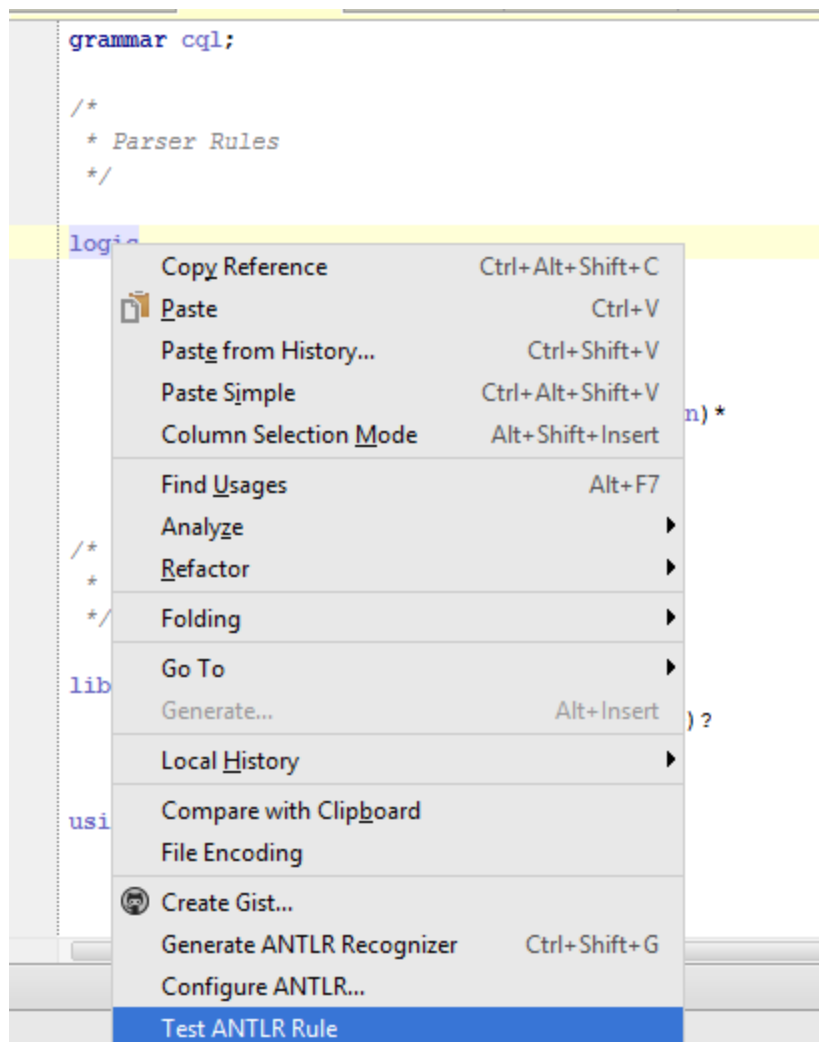 grammar cql;
/*
* Parser Rules
*/
logic
Copy Reference Ctrl+Alt+Shift+C
Paste Ctrl+V
Paste from History... Ctrl+Shift+V
Paste Simple Ctrl+Alt+Shift+V
n)*
Column Selection Mode Alt+Shift+Insert
Find Usages Alt+F7
Analyze
/*
Refactor
*
*/
Folding
Go To
lib
Generate... Alt+Insert
)?
Local History
Compare with Clipboard
usi
File Encoding
Create Gist...
Generate ANTLR Recognizer Ctrl+Shift+G
Configure ANTLR...
Test ANTLR Rule